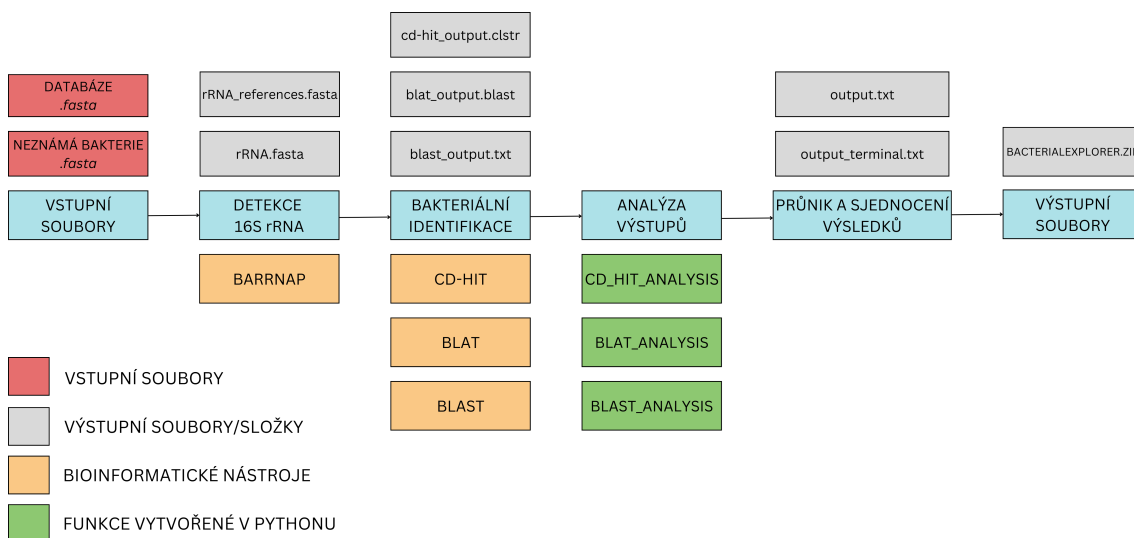 cd-hit_output.clstr
DATABÁZE
.fasta
rRNA_references.fasta
blat_output.blast
output.txt
NEZNÁMÁ BAKTERIE
.fasta
rRNA.fasta
blast_output.txt
output_terminal.txt
BACTERIALEXPLORER.ZIP
VSTUPNÍ
SOUBORY
DETEKCE
16S rRNA
BAKTERIÁLNÍ
IDENTIFIKACE
ANALÝZA
VÝSTUPŮ
PRŮNIK A SJEDNOCENÍ
VÝSLEDKŮ
VÝSTUPNÍ
SOUBORY
BARRNAP
CD-HIT
CD_HIT_ANALYSIS
BLAT
BLAT_ANALYSIS
BLAST
BLAST_ANALYSIS
VSTUPNÍ SOUBORY
VÝSTUPNÍ SOUBORY/SLOŽKY
BIOINFORMATICKÉ NÁSTROJE
FUNKCE VYTVOŘENÉ V PYTHONU